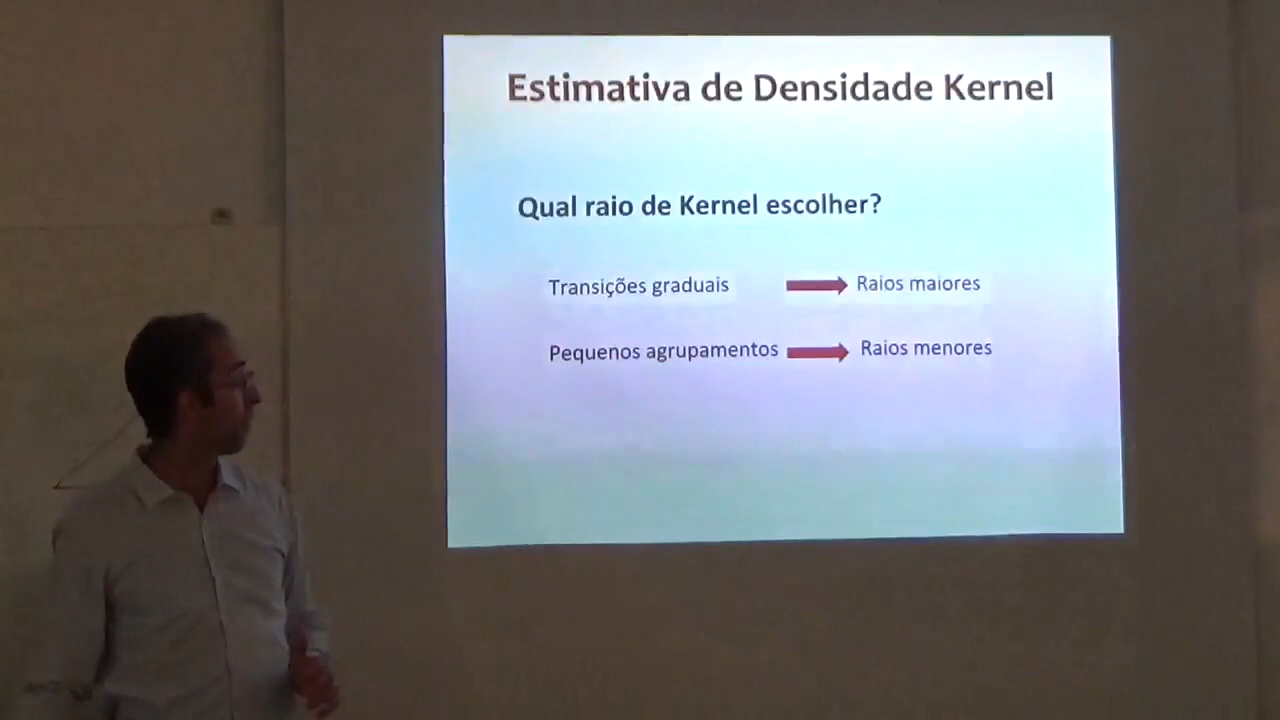 Estimativa de Densidade Kernel
Qual raio de Kernel escolher?
Transições graduais Raios maiores
Pequenos agrupamentos Raios menores